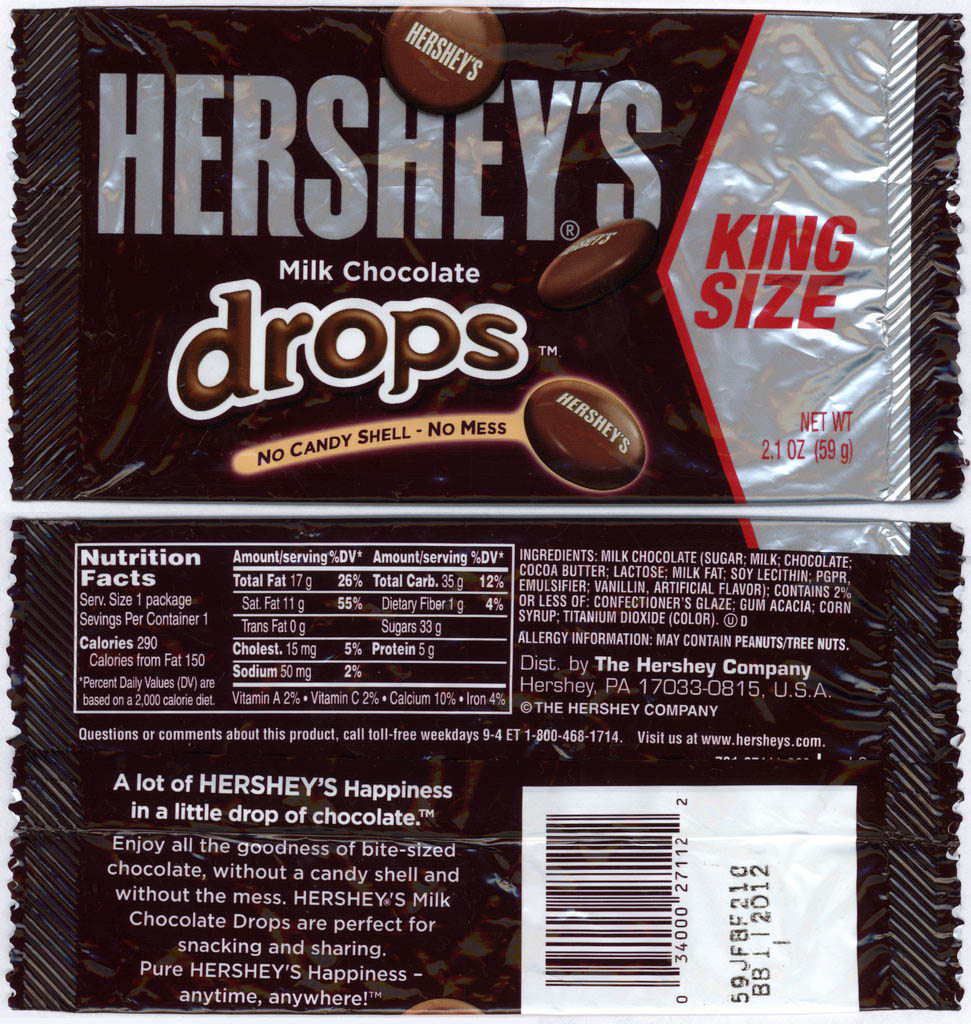 HERSHEY'S
HERSHEY'S®
HERSHEY'S
Milk Chocolate
drops™
NO CANDY SHELL - NO MESS
HERSHEY'S
KING
SIZE
NET WT
2.1 OZ (59 g)
Nutrition
Facts
Serv. Size 1 package
Servings Per Container 1
Calories 290
Calories from Fat 150
*Percent Daily Values (DV) are
based on a 2,000 calorie diet.
Amount/serving %DV* Amount/serving %DV*
Total Fat 17 g 26% Total Carb. 35 g 12%
Sat. Fat 11 g 55% Dietary Fiber 1 g 4%
Trans Fat 0 g Sugars 33 g
Cholest. 15 mg 5% Protein 5 g
Sodium 50 mg 2%
Vitamin A 2% • Vitamin C 2% • Calcium 10% • Iron 4%
INGREDIENTS: MILK CHOCOLATE (SUGAR; MILK; CHOCOLATE;
COCOA BUTTER; LACTOSE; MILK FAT; SOY LECITHIN; PGPR,
EMULSIFIER; VANILLIN, ARTIFICIAL FLAVOR); CONTAINS 2%
OR LESS OF: CONFECTIONER'S GLAZE; GUM ACACIA; CORN
SYRUP; TITANIUM DIOXIDE (COLOR). Ⓤ D
ALLERGY INFORMATION: MAY CONTAIN PEANUTS/TREE NUTS.
Dist. by The Hershey Company
Hershey, PA 17033-0815, U.S.A.
© THE HERSHEY COMPANY
Questions or comments about this product, call toll-free weekdays 9-4 ET 1-800-468-1714. Visit us at www.hersheys.com.
A lot of HERSHEY'S Happiness
in a little drop of chocolate.™
Enjoy all the goodness of bite-sized
chocolate, without a candy shell and
without the mess. HERSHEY'S Milk
Chocolate Drops are perfect for
snacking and sharing.
Pure HERSHEY'S Happiness –
anytime, anywhere!™
0 34000 27112 2
59JFBF210
BB 11 2012